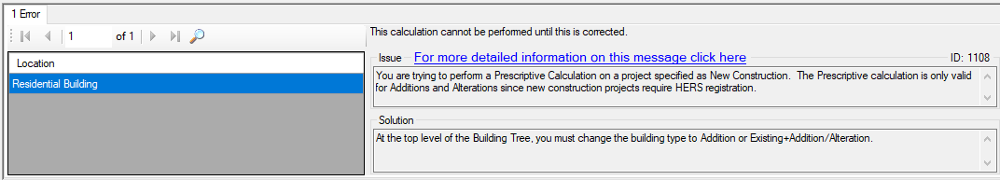 1 Error
1 of 1
This calculation cannot be performed until this is corrected.
Location
Residential Building
Issue For more detailed information on this message click here ID: 1108
You are trying to perform a Prescriptive Calculation on a project specified as New Construction.  The Prescriptive calculation is only valid
for Additions and Alterations since new construction projects require HERS registration.
Solution
At the top level of the Building Tree, you must change the building type to Addition or Existing+Addition/Alteration.